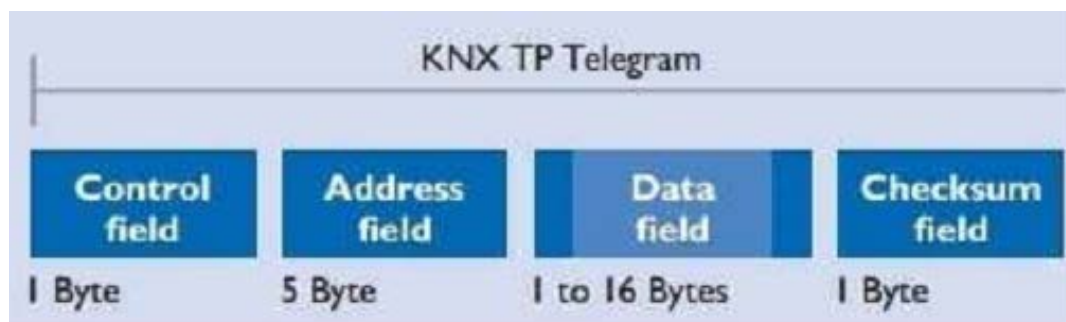 KNX TP Telegram
Control field
Address field
Data field
Checksum field
1 Byte
5 Byte
1 to 16 Bytes
1 Byte